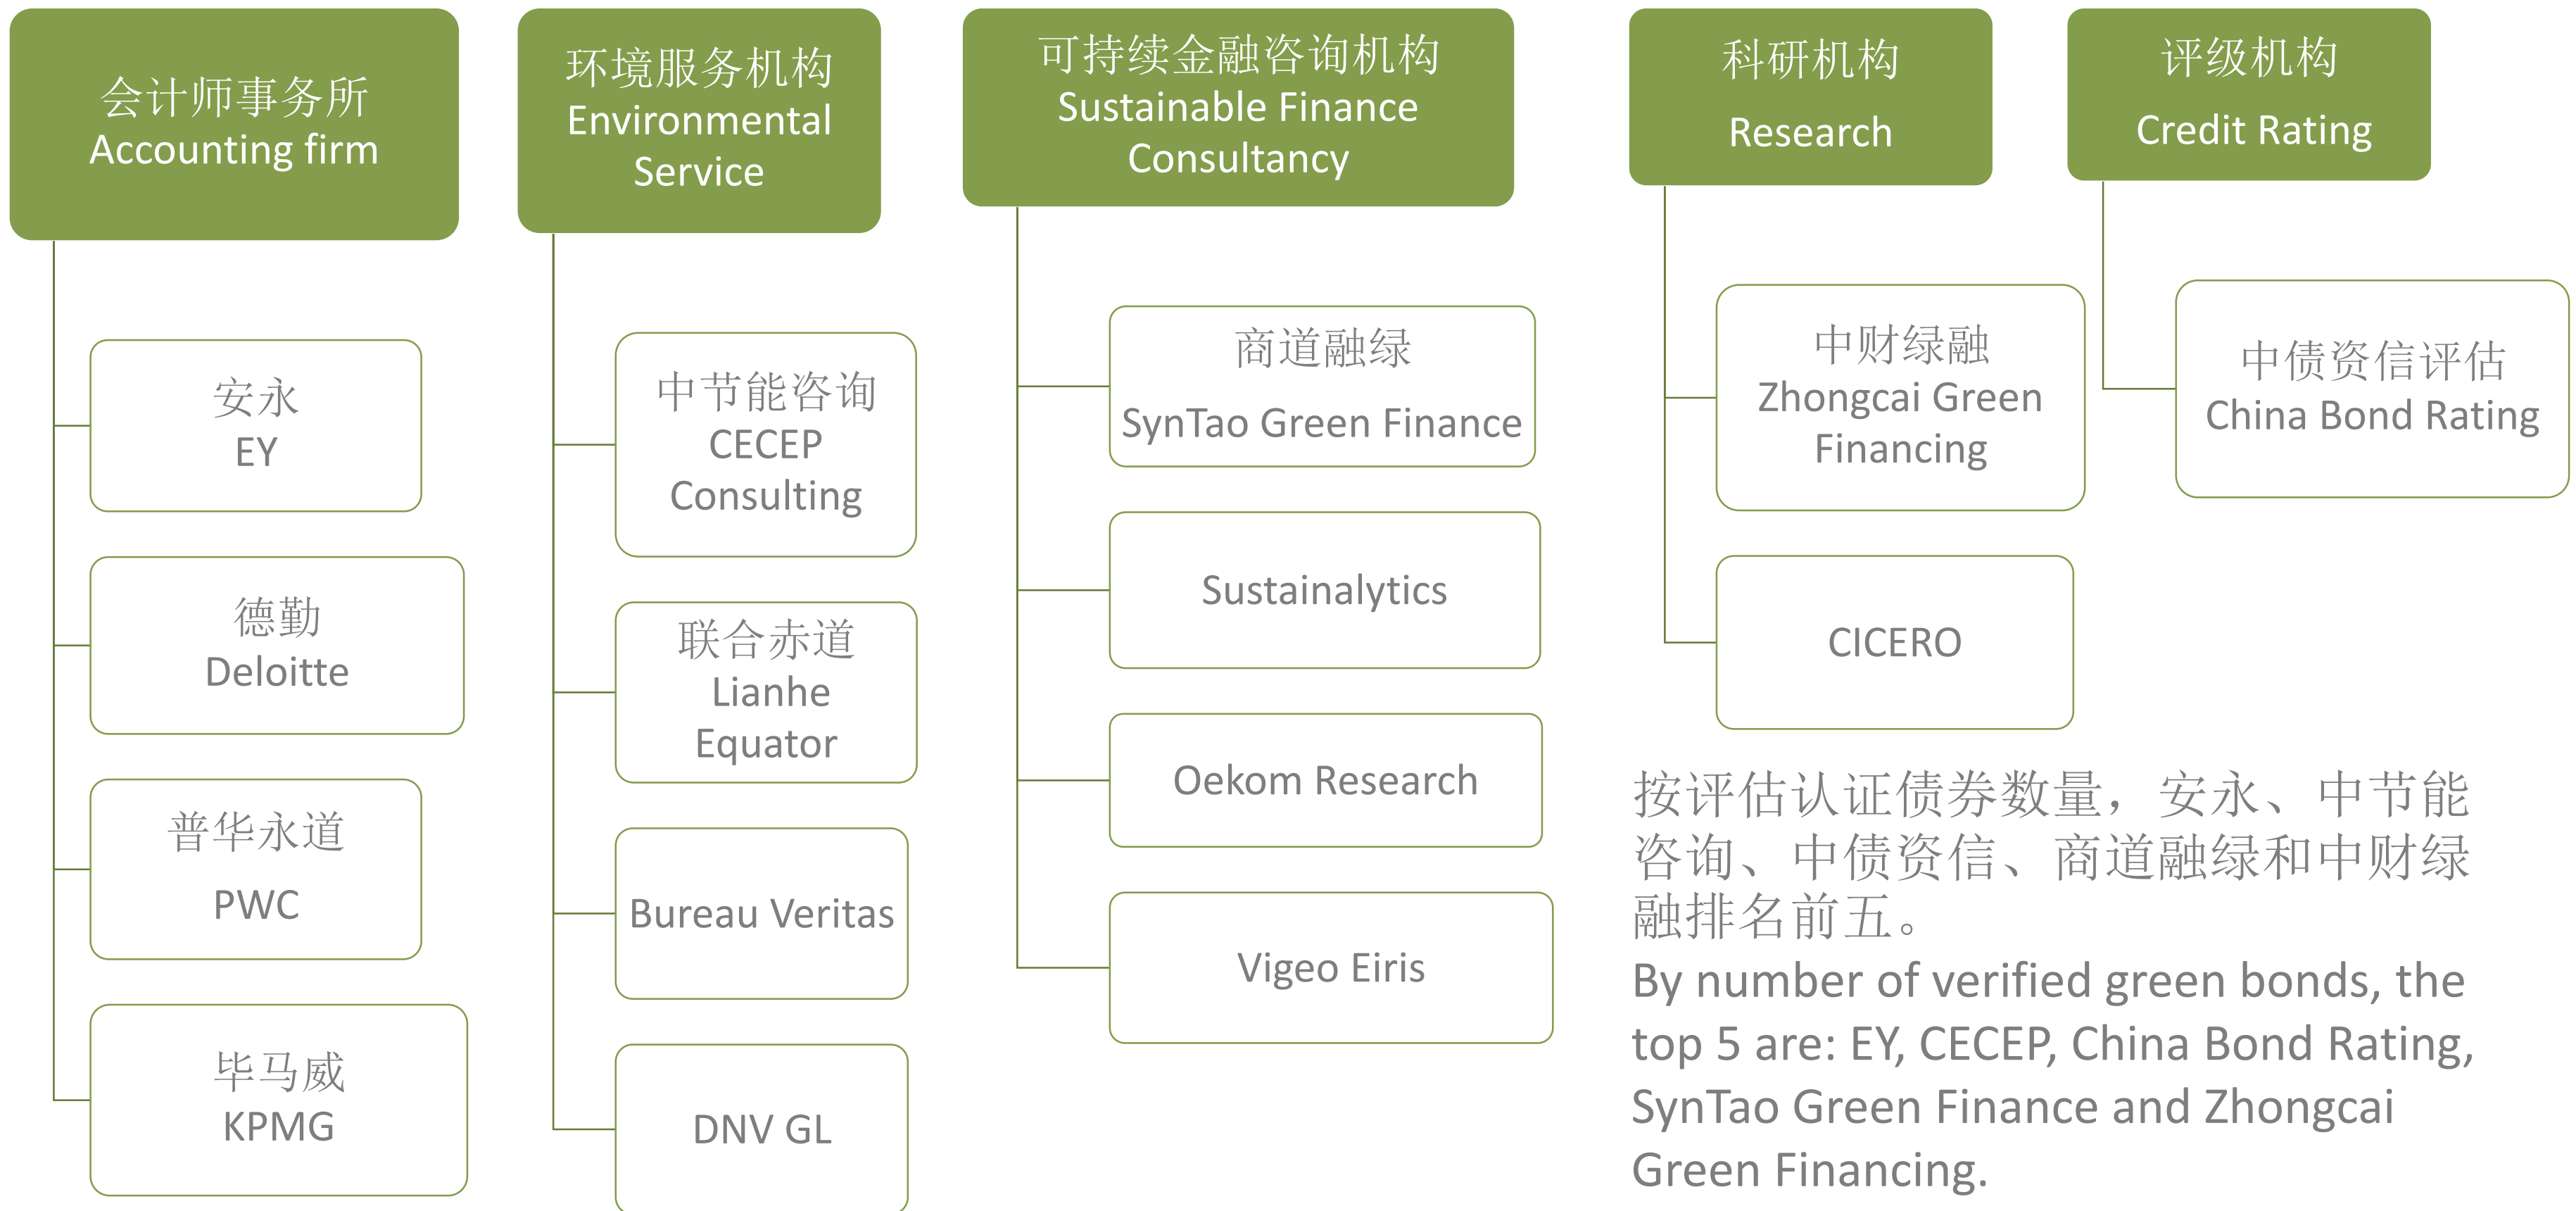 会计师事务所
Accounting firm
安永
EY
德勤
Deloitte
普华永道
PWC
毕马威
KPMG
环境服务机构
Environmental
Service
中节能咨询
CECEP
Consulting
联合赤道
Lianhe
Equator
Bureau Veritas
DNV GL
可持续金融咨询机构
Sustainable Finance
Consultancy
商道融绿
SynTao Green Finance
Sustainalytics
Oekom Research
Vigeo Eiris
科研机构
Research
中财绿融
Zhongcai Green
Financing
CICERO
评级机构
Credit Rating
中债资信评估
China Bond Rating
按评估认证债券数量，安永、中节能
咨询、中债资信、商道融绿和中财绿
融排名前五。
By number of verified green bonds, the
top 5 are: EY, CECEP, China Bond Rating,
SynTao Green Finance and Zhongcai
Green Financing.